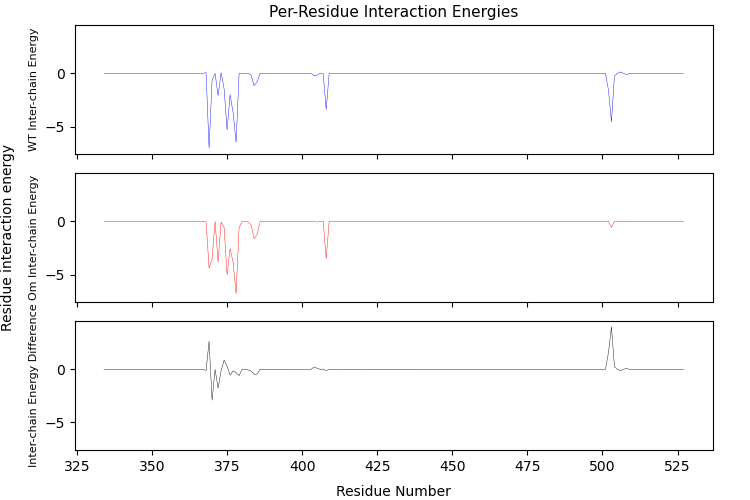 Per-Residue Interaction Energies
Residue interaction energy
WT Inter-chain Energy
0
−5
Om Inter-chain Energy
0
−5
Inter-chain Energy Difference
0
−5
325
350
375
400
425
450
475
500
525
Residue Number